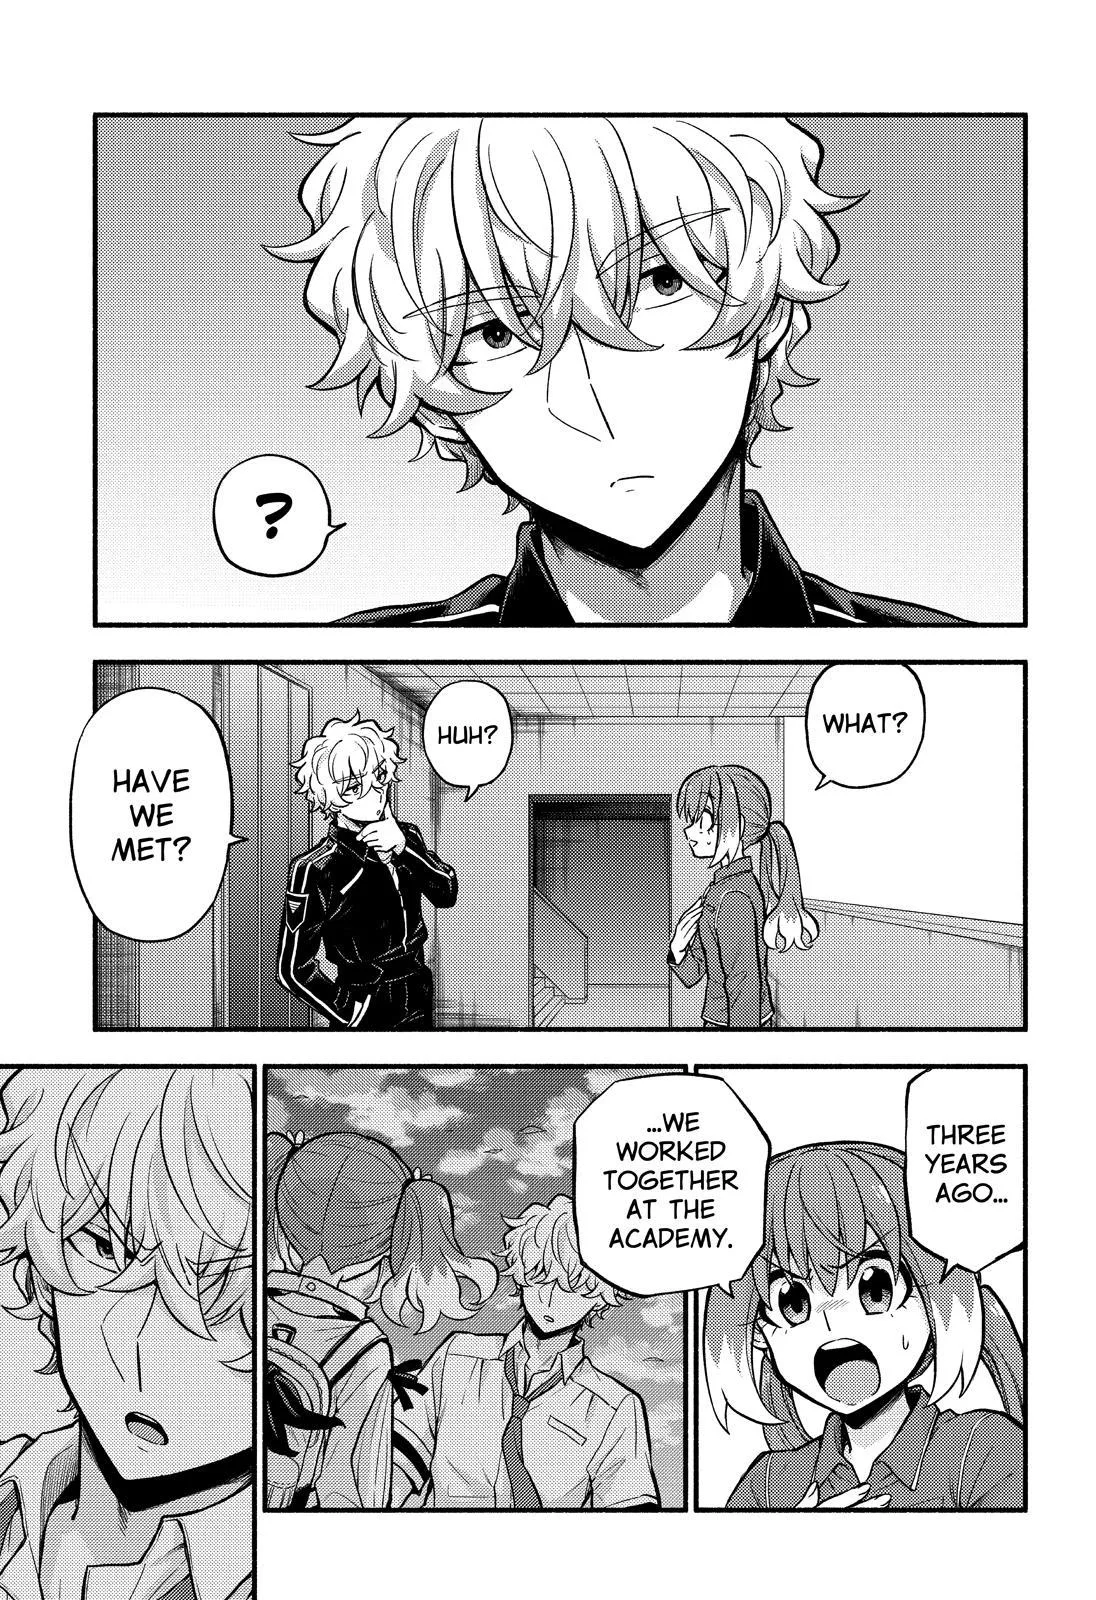 ?
WHAT?
HUH?
HAVE
WE
MET?
THREE
YEARS
AGO...
...WE
WORKED
TOGETHER
AT THE
ACADEMY.